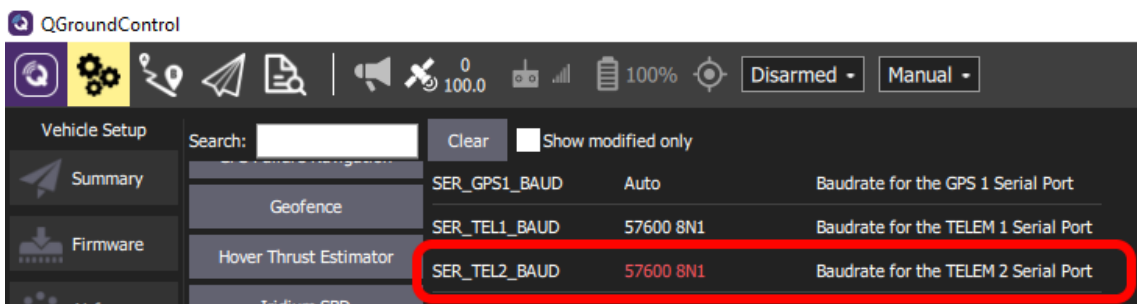 QGroundControl
0
100.0
100%
Disarmed
Manual
Vehicle Setup
Search:
Clear
Show modified only
Summary
SER_GPS1_BAUD Auto Baudrate for the GPS 1 Serial Port
Geofence
SER_TEL1_BAUD 57600 8N1 Baudrate for the TELEM 1 Serial Port
Firmware
Hover Thrust Estimator
SER_TEL2_BAUD 57600 8N1 Baudrate for the TELEM 2 Serial Port